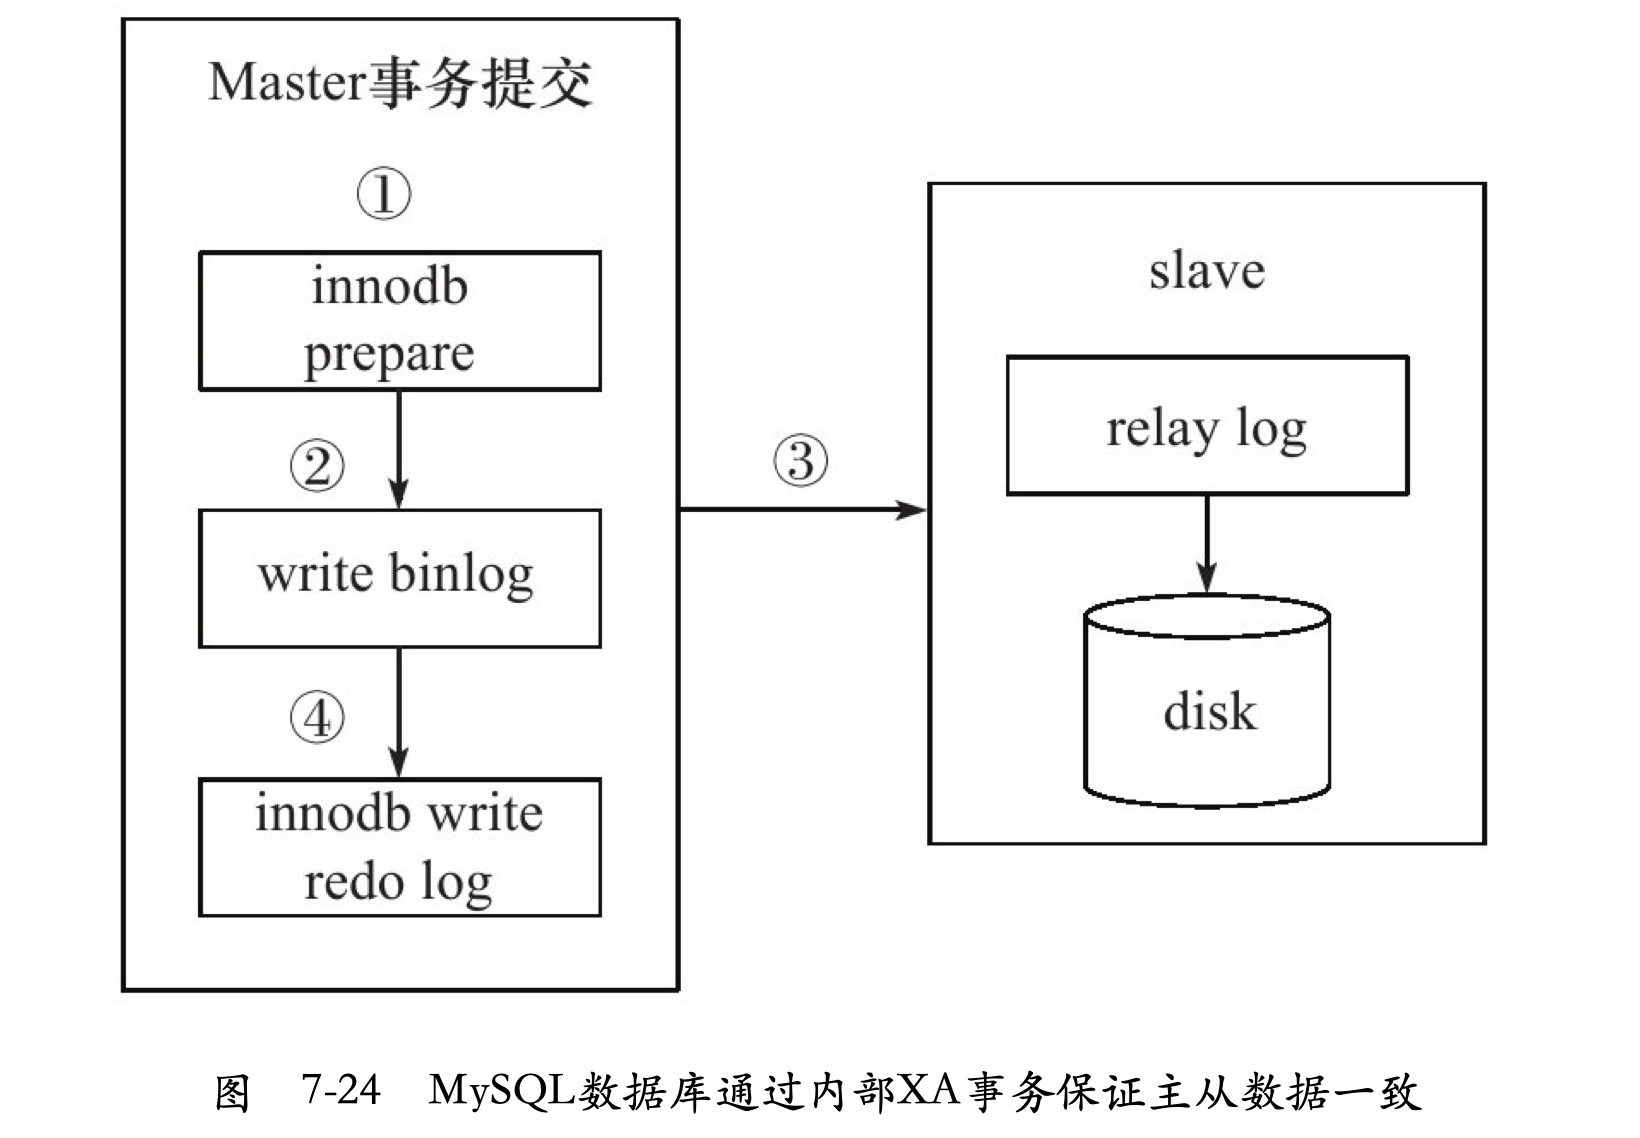 Master事务提交
①
innodb
prepare
②
write binlog
④
innodb write
redo log
③
slave
relay log
disk
图 7-24 MySQL数据库通过内部XA事务保证主从数据一致